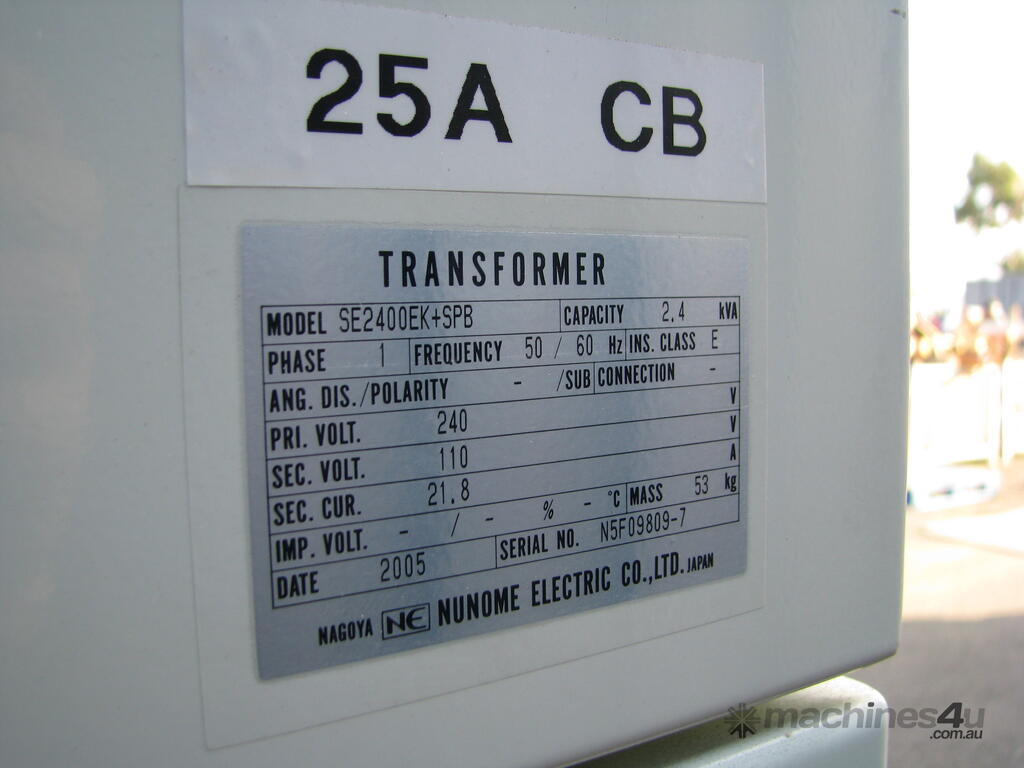 25A CB
TRANSFORMER
MODEL SE2400EK+SPB CAPACITY 2.4 kVA
PHASE 1 FREQUENCY 50 / 60 Hz INS. CLASS E
ANG. DIS./POLARITY - /SUB CONNECTION -
PRI. VOLT. 240 V
SEC. VOLT. 110 V
SEC. CUR. 21.8 A
IMP. VOLT. - / - % - °C MASS 53 kg
DATE 2005 SERIAL NO. N5F09809-7
NAGOYA NE NUNOME ELECTRIC CO.,LTD. JAPAN
machines4u
.com.au